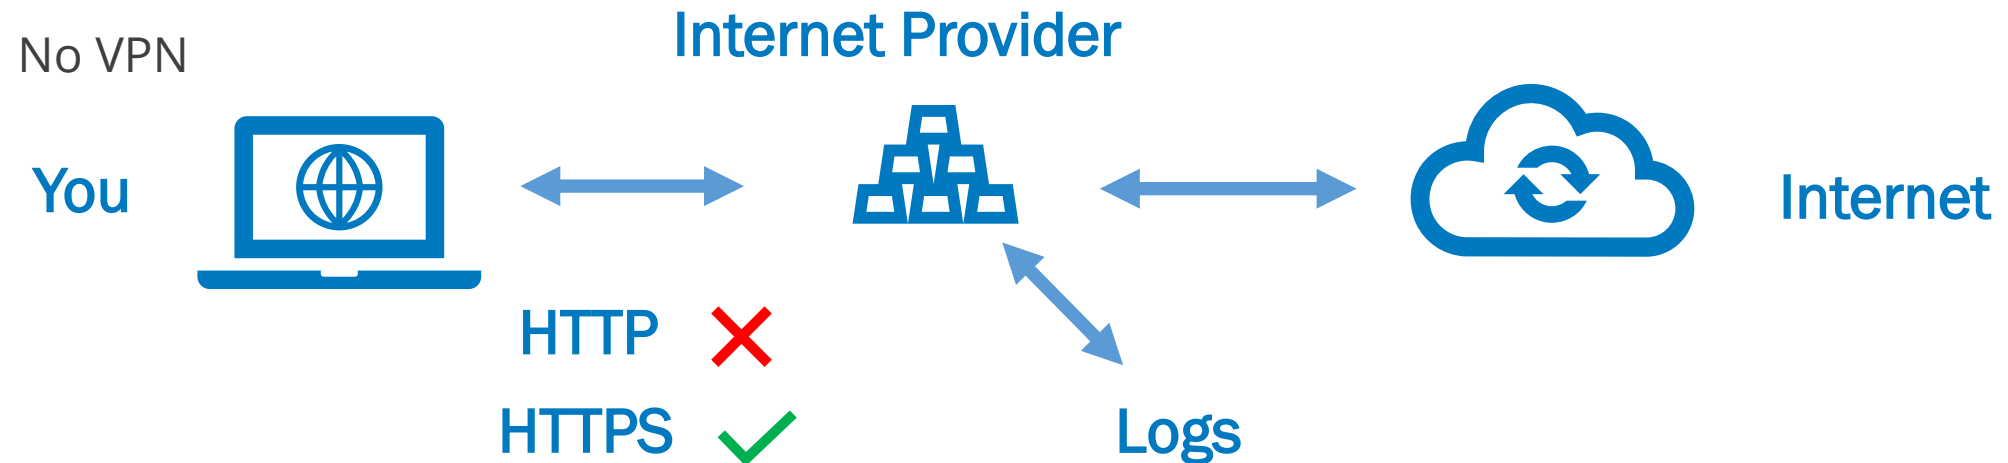 No VPN
Internet Provider
You
Internet
HTTP
HTTPS
Logs